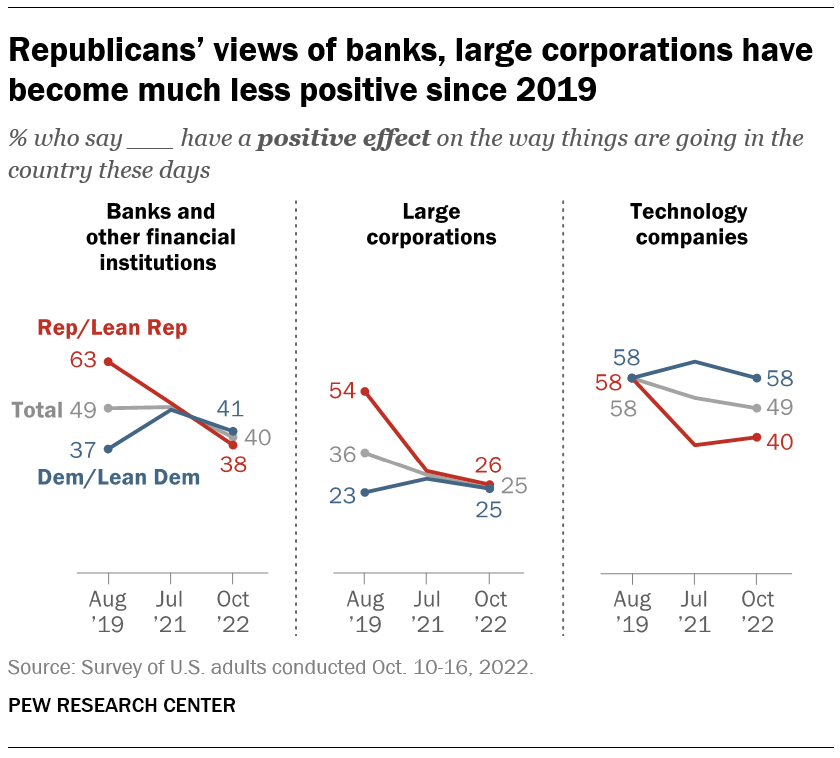 Republicans’ views of banks, large corporations have
become much less positive since 2019
% who say ___ have a positive effect on the way things are going in the
country these days
Banks and
other financial
institutions
Rep/Lean Rep
63
Total 49
37
Dem/Lean Dem
41
40
38
Aug
’19
Jul
’21
Oct
’22
Large
corporations
54
36
23
26
25
25
Aug
’19
Jul
’21
Oct
’22
Technology
companies
58
58
58
58
49
40
Aug
’19
Jul
’21
Oct
’22
Source: Survey of U.S. adults conducted Oct. 10-16, 2022.
PEW RESEARCH CENTER